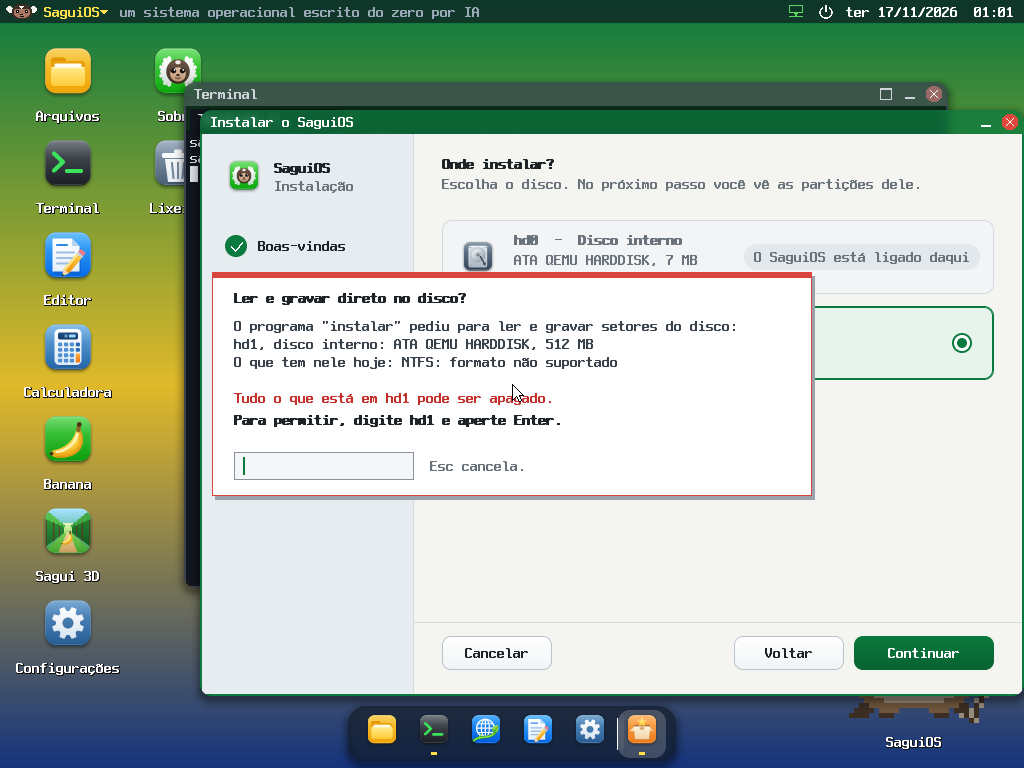 SaguiOS
um sistema operacional escrito do zero por IA
ter 17/11/2026
01:01
Arquivos
Terminal
Editor
Calculadora
Banana
Sagui 3D
Configurações
Terminal
Instalar o SaguiOS
SaguiOS
Instalação
Boas-vindas
Onde instalar?
Escolha o disco. No próximo passo você vê as partições dele.
hd0 - Disco interno
ATA QEMU HARDDISK, 7 MB
O SaguiOS está ligado daqui
Ler e gravar direto no disco?
O programa "instalar" pediu para ler e gravar setores do disco:
hd1, disco interno: ATA QEMU HARDDISK, 512 MB
O que tem nele hoje: NTFS: formato não suportado
Tudo o que está em hd1 pode ser apagado.
Para permitir, digite hd1 e aperte Enter.
Esc cancela.
Cancelar
Voltar
Continuar
SaguiOS